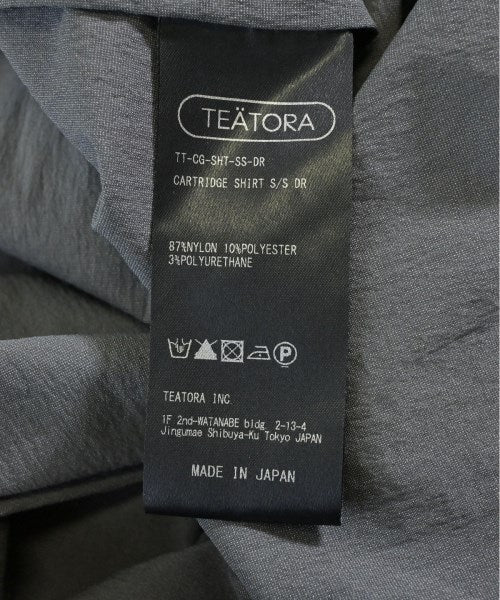 TEÄTORA
TT-CG-SHT-SS-DR
CARTRIDGE SHIRT S/S DR
87%NYLON 10%POLYESTER
3%POLYURETHANE
P
TEATORA INC
1F 2nd-WATANABE bldg. 2-13-4
Jingumae Shibuya-Ku Tokyo JAPAN
MADE IN JAPAN